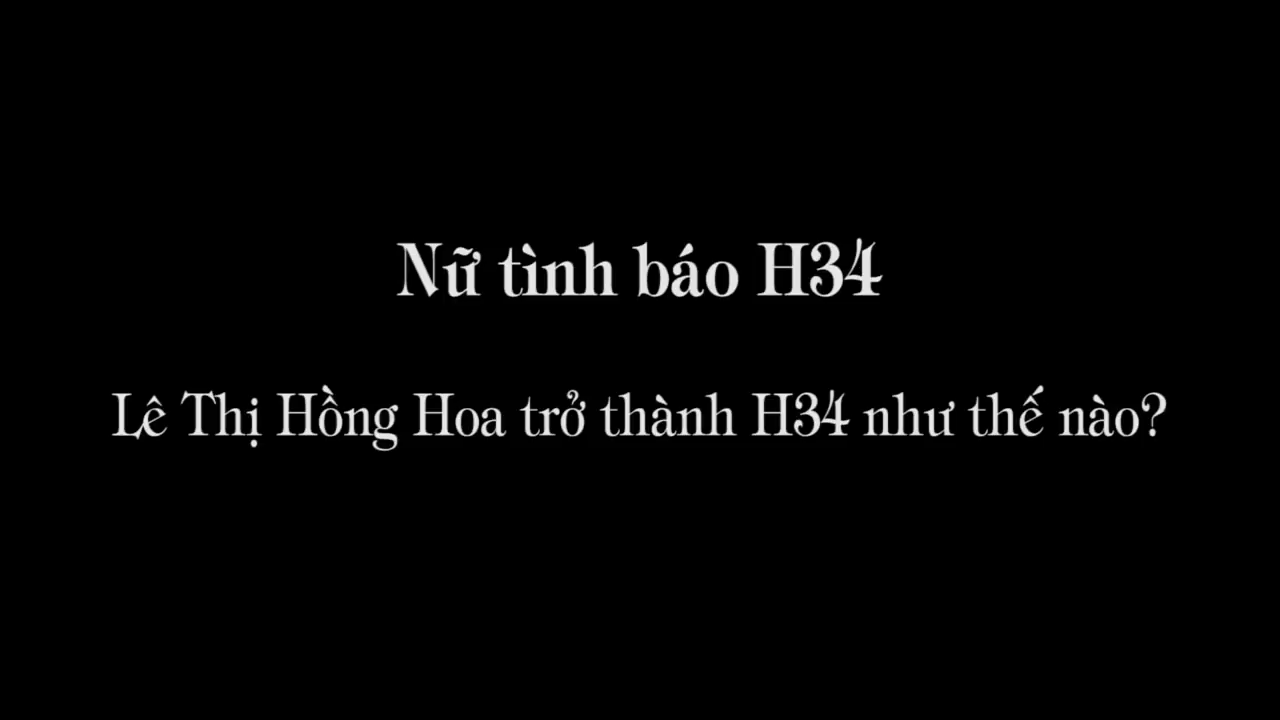 Nữ tình báo H34
Lê Thị Hồng Hoa trở thành H34 như thế nào?